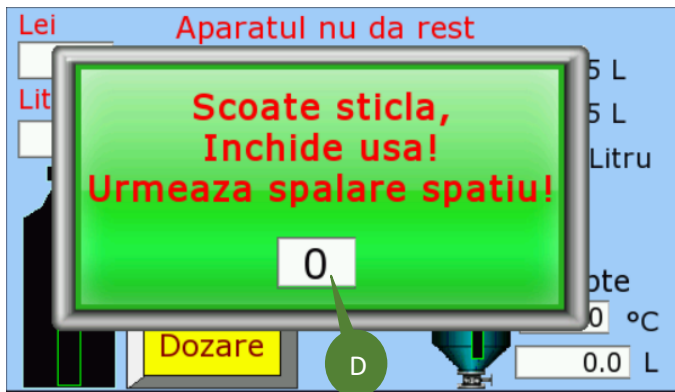 Lei
Aparatul nu da rest
5 L
Lit
5 L
Litru
Scoate sticla,
Inchide usa!
Urmeaza spalare spatiu!
0
pte
0 °C
Dozare
0.0 L
D